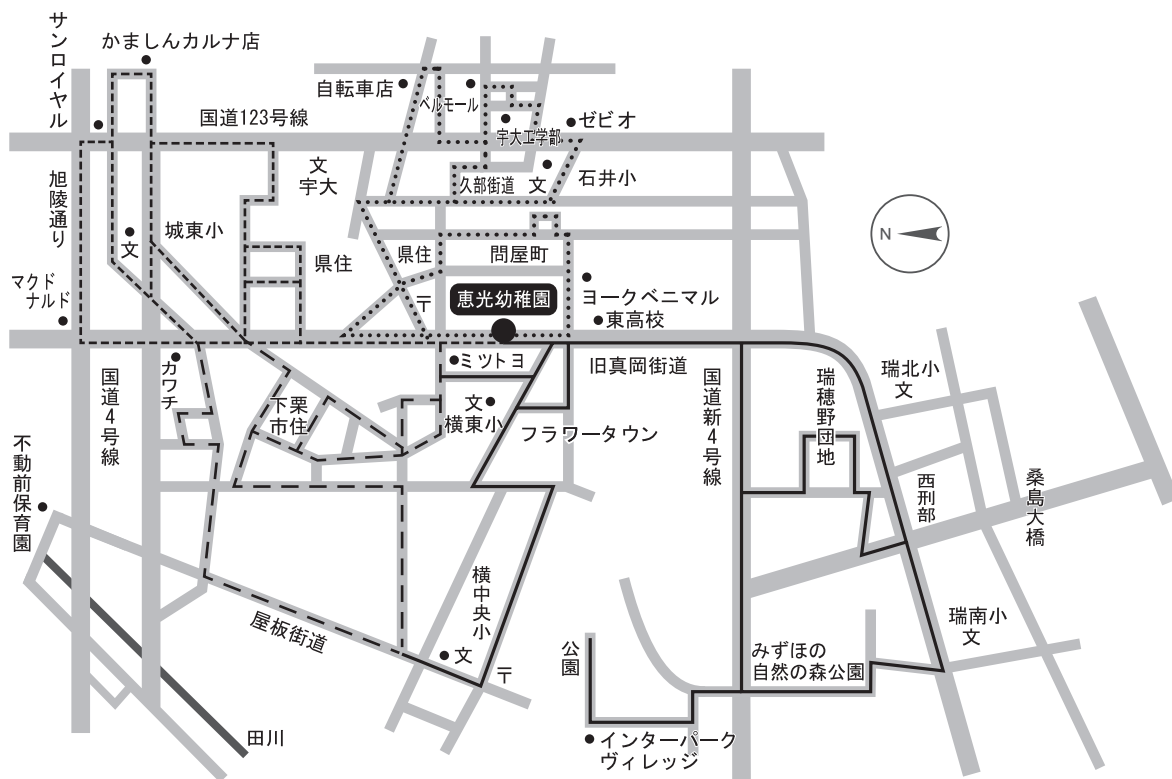 サンロイヤル
かましんカルナ店
自転車店
ベルモール
国道123号線
宇大工学部
ゼビオ
文
宇大
久部街道
文
石井小
旭陵通り
文
城東小
県住
県住
問屋町
N
マクド
ナルド
〒
恵光幼稚園
ヨークベニマル
東高校
カワチ
ミツトヨ
旧真岡街道
国道4号線
下栗
市住
文
横東小
フラワータウン
国道新4号線
瑞穂野団地
瑞北小
文
不動前保育園
西刑部
桑島大橋
屋板街道
横中央小
文
〒
公園
みずほの
自然の森公園
瑞南小
文
田川
インターパーク
ヴィレッジ